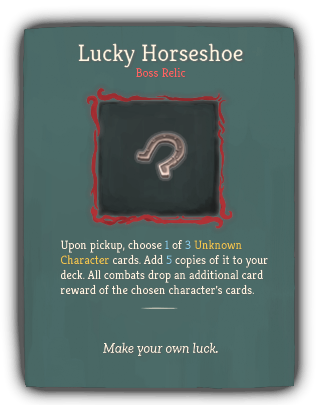 Lucky Horseshoe
Boss Relic
Upon pickup, choose 1 of 3 Unknown
Character cards. Add 5 copies of it to your
deck. All combats drop an additional card
reward of the chosen character's cards.
Make your own luck.